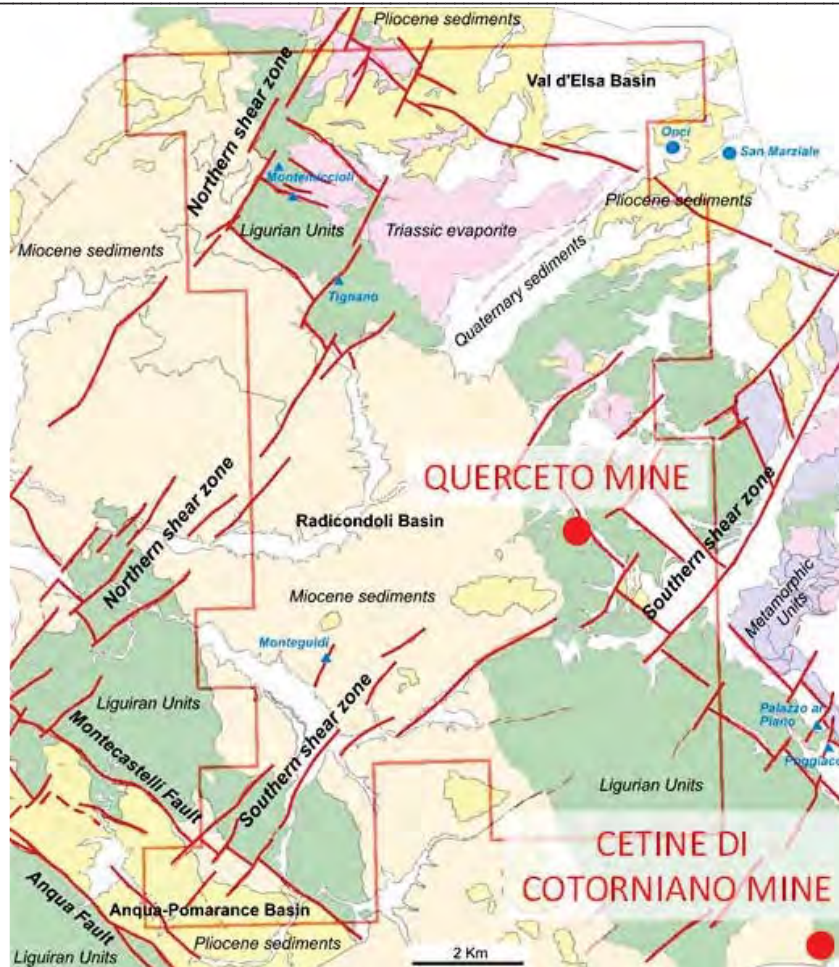 Pliocene sediments
Val d'Elsa Basin
Northern shear zone
Onci
San Marziale
Montemiccioli
Pliocene sediments
Ligurian Units
Triassic evaporite
Miocene sediments
Quaternary sediments
Tignano
QUERCETO MINE
Northern shear zone
Radicondoli Basin
Southern shear zone
Miocene sediments
Metamorphic
Units
Monteguidi
Liguiran Units
Palazzo al
Piano
Montecastelli Fault
Southern shear zone
Poggiaco
Ligurian Units
CETINE DI
COTORNIANO MINE
Anqua Fault
Anqua-Pomarance Basin
Pliocene sediments
Liguiran Units
2 Km